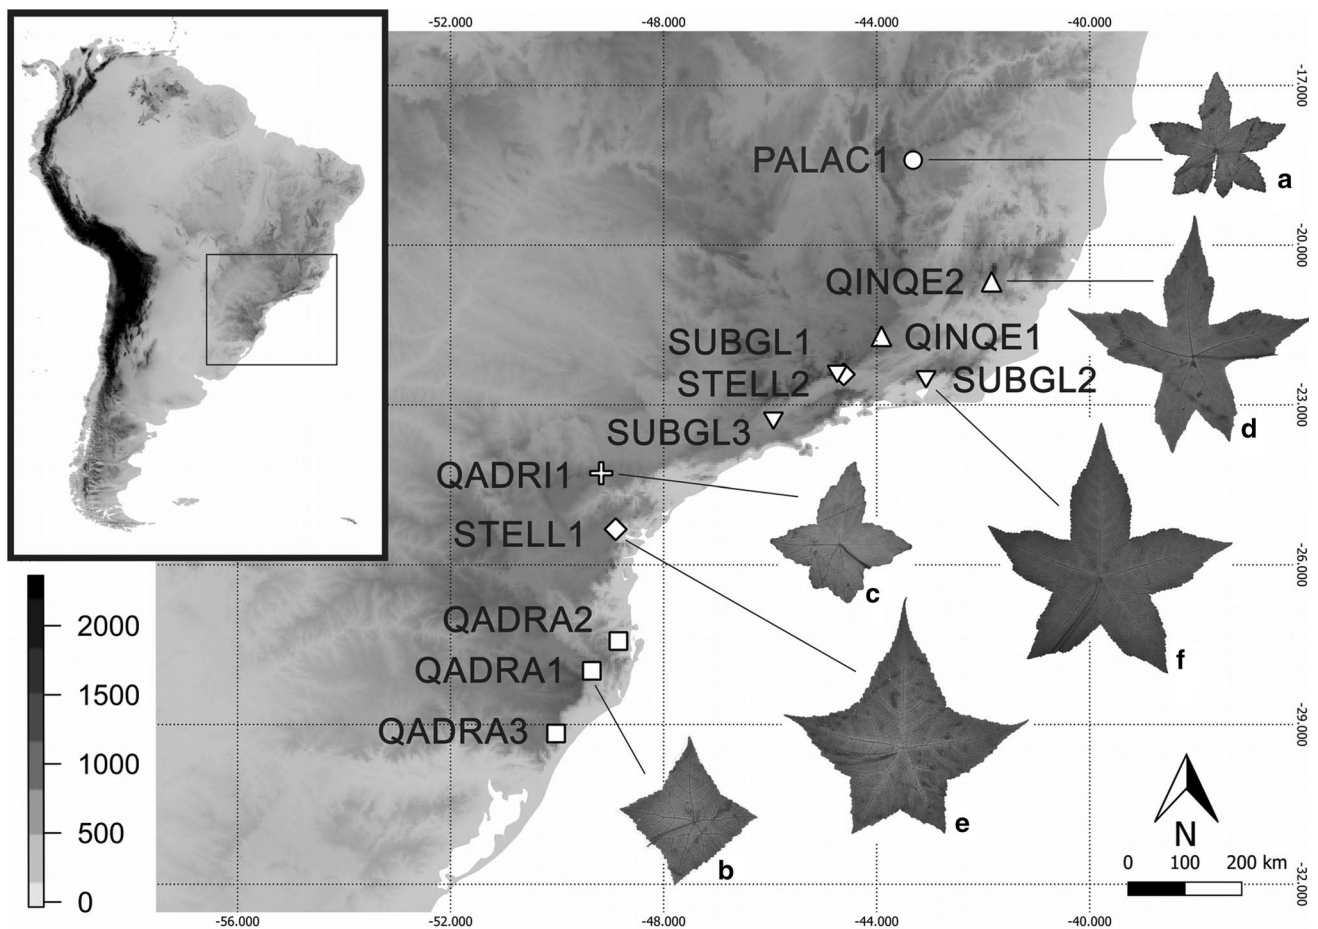 -52.000 -48.000 -44.000 -40.000
-17.000
PALAC1
a
-20.000
QINQE2
QINQE1
SUBGL1
STELL2
SUBGL2
-23.000
d
SUBGL3
QADRI1
STELL1
c
-26.000
QADRA2
f
QADRA1
QADRA3
-29.000
e
b
2000
1500
1000
500
0
N
0 100 200 km
-32.000
-56.000 -52.000 -48.000 -44.000 -40.000